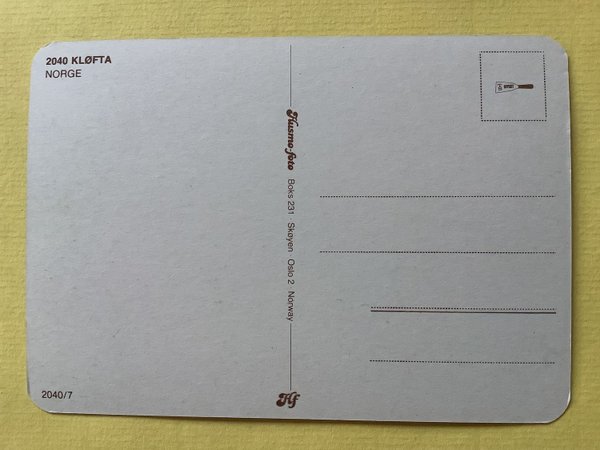 2040 KLØFTA
NORGE
Husmo-foto Boks 231 · Skøyen Oslo 2 · Norway
2040/7
Hf